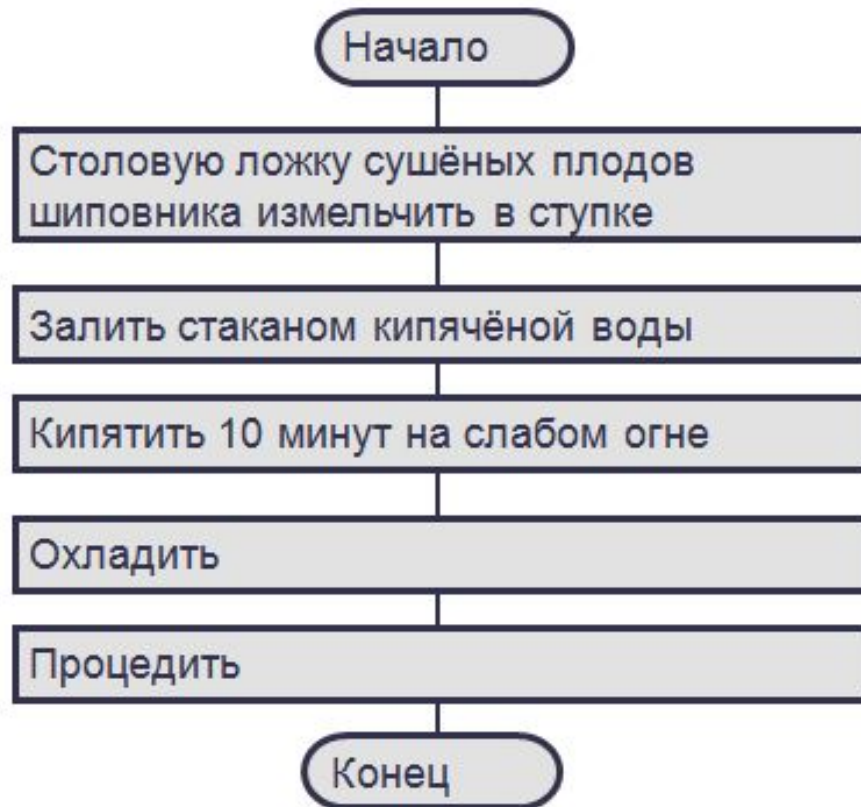 Начало
Столовую ложку сушёных плодов
шиповника измельчить в ступке
Залить стаканом кипячёной воды
Кипятить 10 минут на слабом огне
Охладить
Процедить
Конец